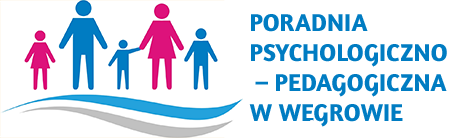 PORADNIA
PSYCHOLOGICZNO
– PEDAGOGICZNA
W WEGROWIE